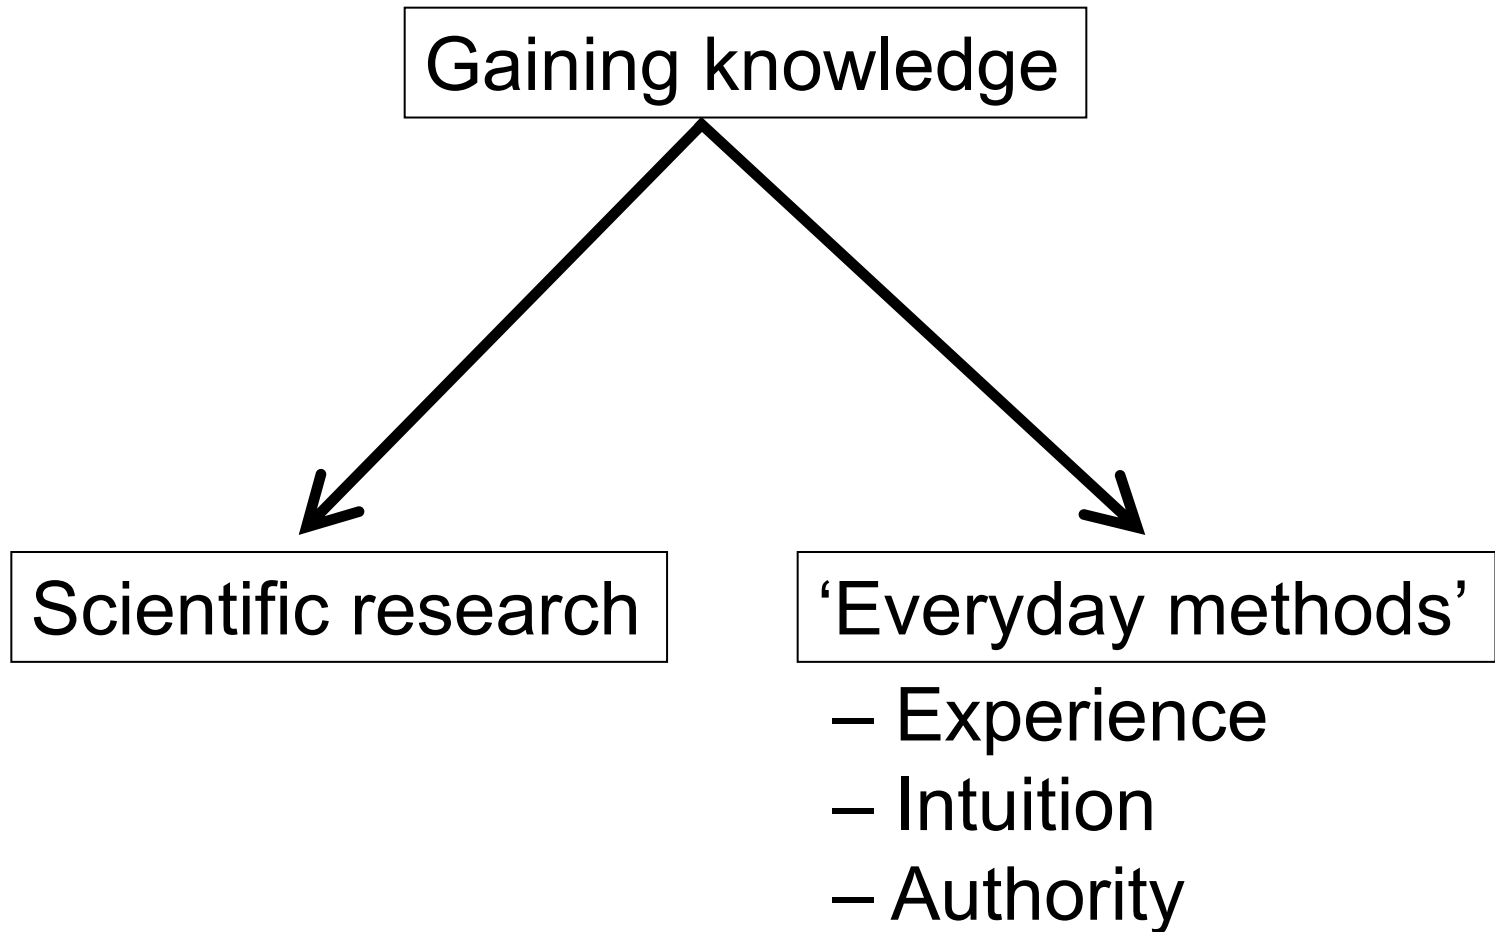 Gaining knowledge
Scientific research
‘Everyday methods’
– Experience
– Intuition
– Authority